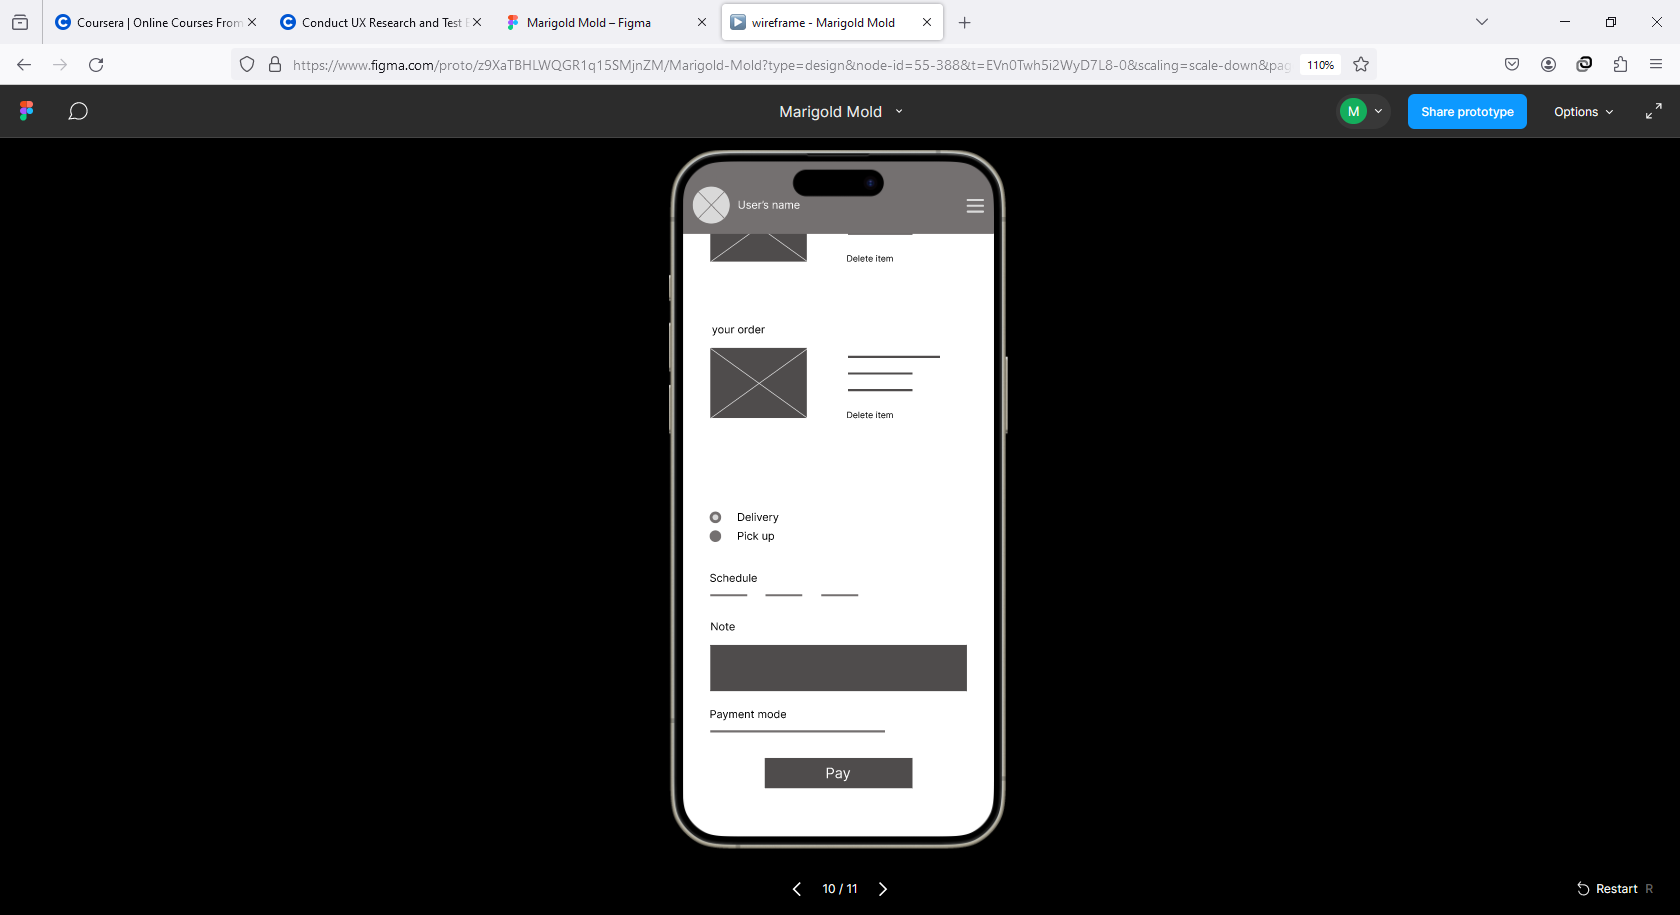 Coursera | Online Courses From
Conduct UX Research and Test E
Marigold Mold – Figma
wireframe - Marigold Mold
https://www.figma.com/proto/z9XaTBHLWQGR1q15SMjnZM/Marigold-Mold?type=design&node-id=55-388&t=EVn0Twh5i2WyD7L8-0&scaling=scale-down&pag
110%
Marigold Mold
M
Share prototype
Options
User's name
Delete item
your order
Delete item
Delivery
Pick up
Schedule
Note
Payment mode
Pay
10 / 11
Restart R